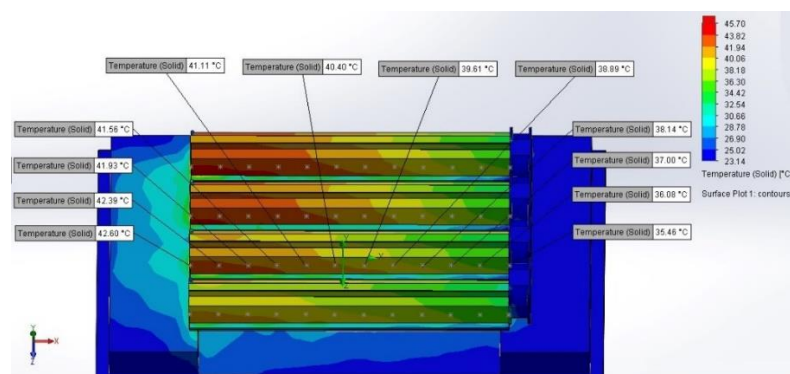 45.70
43.82
41.94
40.06
38.18
36.30
34.42
32.54
30.66
28.78
26.90
25.02
23.14
Temperature (Solid) [°C
Surface Plot 1: contours
Temperature (Solid) 41.11 °C
Temperature (Solid) 40.40 °C
Temperature (Solid) 39.61 °C
Temperature (Solid) 38.89 °C
Temperature (Solid) 41.56 °C
Temperature (Solid) 38.14 °C
Temperature (Solid) 41.93 °C
Temperature (Solid) 37.00 °C
Temperature (Solid) 42.39 °C
Temperature (Solid) 36.08 °C
Temperature (Solid) 42.60 °C
Temperature (Solid) 35.46 °C
Y
X
Z
Y
X
Z